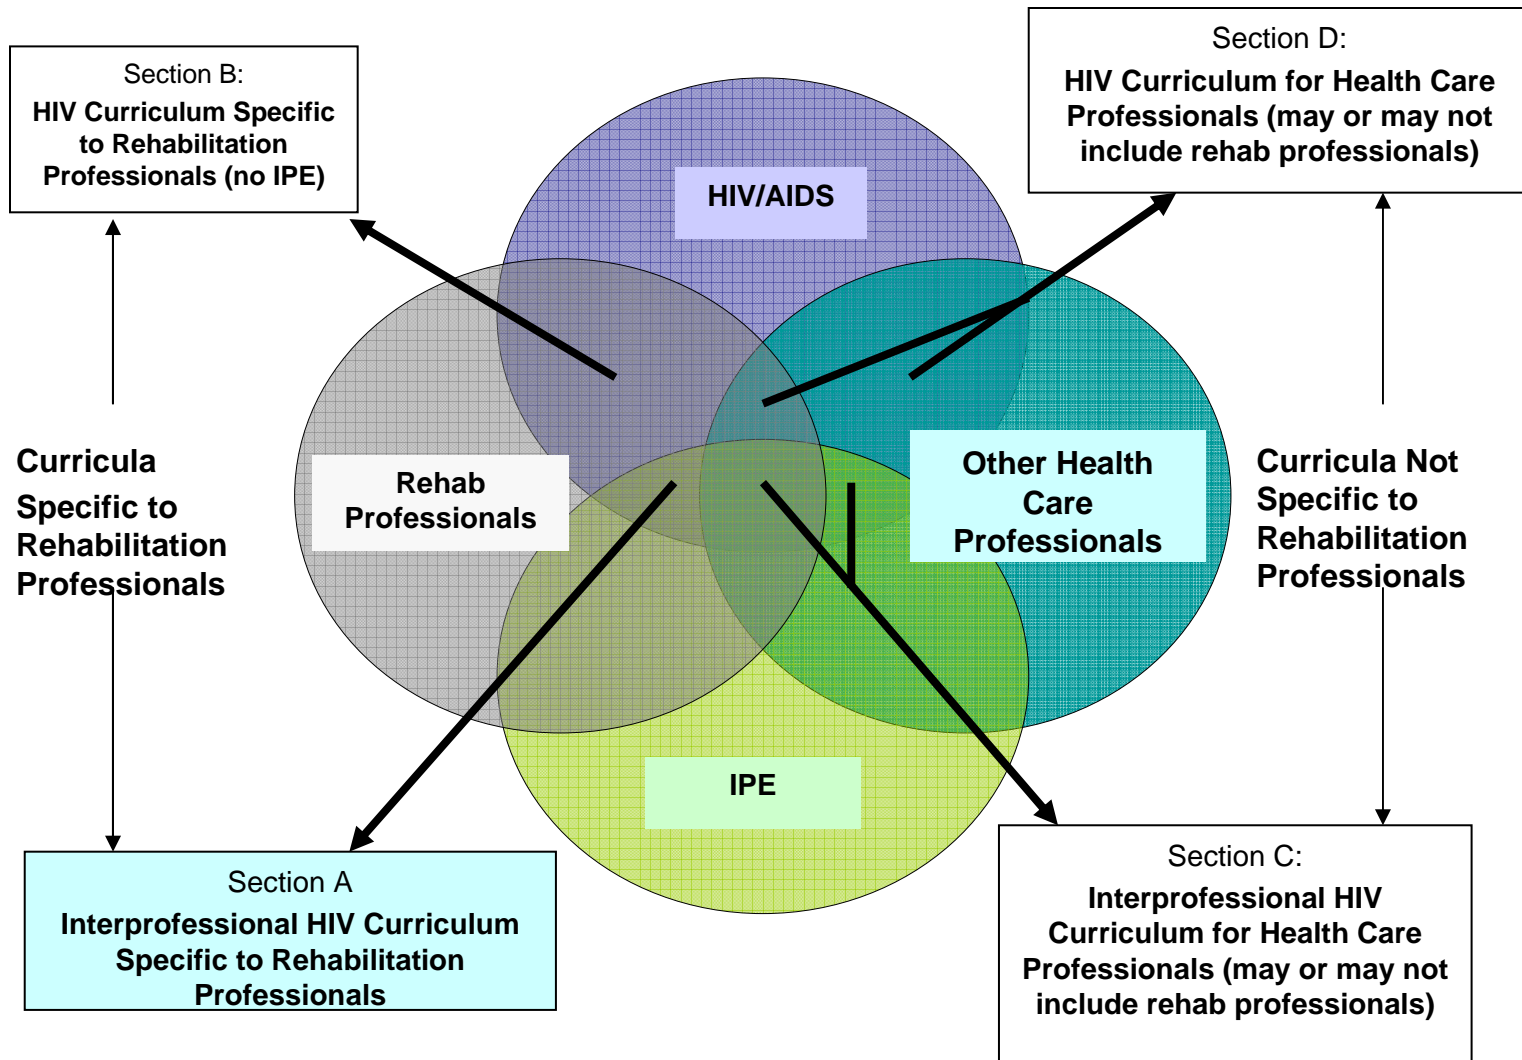 Section B:
HIV Curriculum Specific
to Rehabilitation
Professionals (no IPE)
Section D:
HIV Curriculum for Health Care
Professionals (may or may not
include rehab professionals)
HIV/AIDS
Curricula
Specific to
Rehabilitation
Professionals
Rehab
Professionals
Other Health
Care
Professionals
Curricula Not
Specific to
Rehabilitation
Professionals
IPE
Section A
Interprofessional HIV Curriculum
Specific to Rehabilitation
Professionals
Section C:
Interprofessional HIV
Curriculum for Health Care
Professionals (may or may not
include rehab professionals)